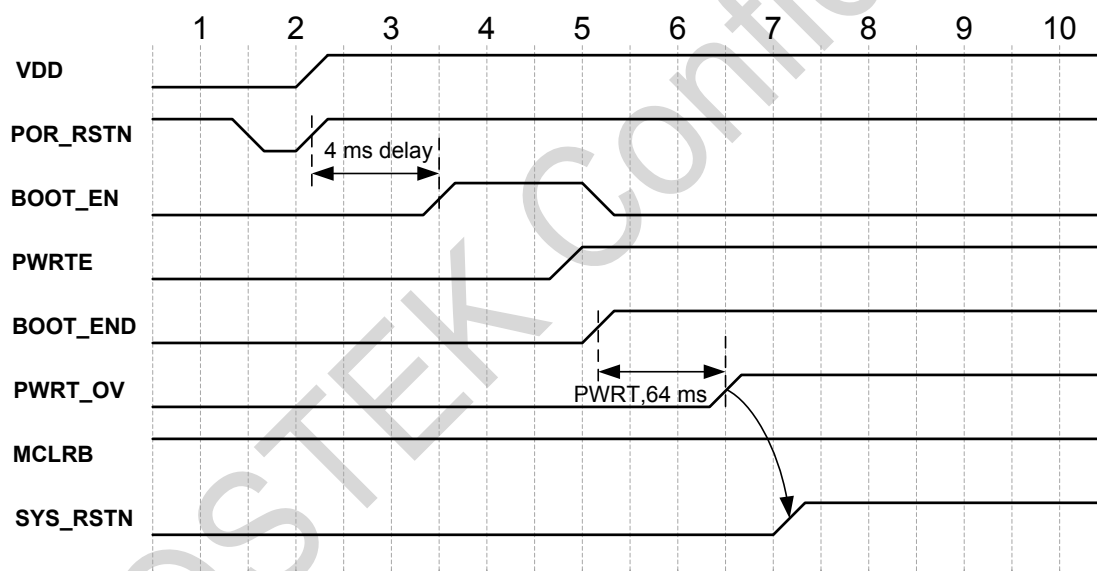 1 2 3 4 5 6 7 8 9 10
VDD
POR_RSTN
4 ms delay
BOOT_EN
PWRTE
BOOT_END
PWRT_OV
PWRT,64 ms
MCLRB
SYS_RSTN